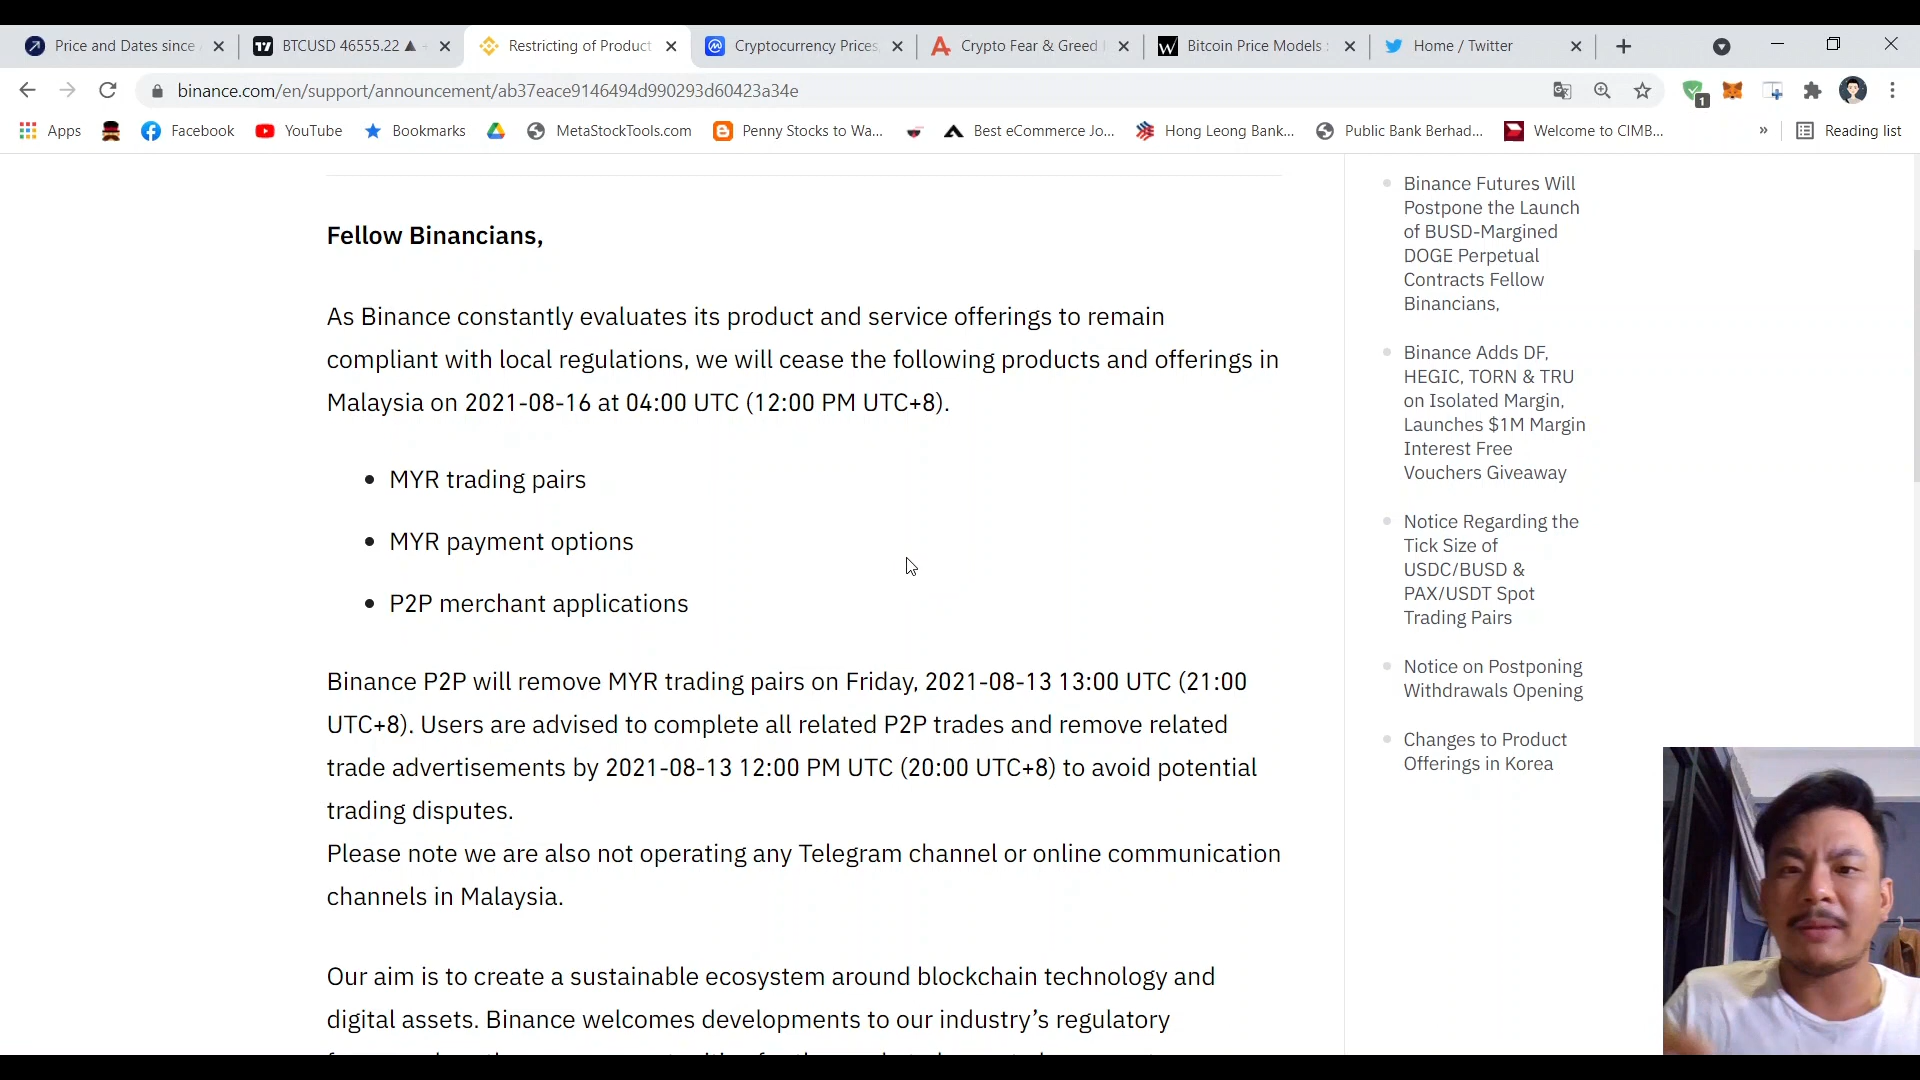 Price and Dates since
BTCUSD 46555.22 ▲
Restricting of Product
Cryptocurrency Prices,
Crypto Fear & Greed
Bitcoin Price Models
Home / Twitter
binance.com/en/support/announcement/ab37eace9146494d990293d60423a34e
1
Apps
Facebook
YouTube
Bookmarks
MetaStockTools.com
Penny Stocks to Wa...
Best eCommerce Jo...
Hong Leong Bank...
Public Bank Berhad...
Welcome to CIMB...
»
Reading list
Fellow Binancians,
As Binance constantly evaluates its product and service offerings to remain
compliant with local regulations, we will cease the following products and offerings in
Malaysia on 2021-08-16 at 04:00 UTC (12:00 PM UTC+8).
• MYR trading pairs
• MYR payment options
• P2P merchant applications
Binance P2P will remove MYR trading pairs on Friday, 2021-08-13 13:00 UTC (21:00
UTC+8). Users are advised to complete all related P2P trades and remove related
trade advertisements by 2021-08-13 12:00 PM UTC (20:00 UTC+8) to avoid potential
trading disputes.
Please note we are also not operating any Telegram channel or online communication
channels in Malaysia.
Our aim is to create a sustainable ecosystem around blockchain technology and
digital assets. Binance welcomes developments to our industry’s regulatory
Binance Futures Will
Postpone the Launch
of BUSD-Margined
DOGE Perpetual
Contracts Fellow
Binancians,
Binance Adds DF,
HEGIC, TORN & TRU
on Isolated Margin,
Launches $1M Margin
Interest Free
Vouchers Giveaway
Notice Regarding the
Tick Size of
USDC/BUSD &
PAX/USDT Spot
Trading Pairs
Notice on Postponing
Withdrawals Opening
Changes to Product
Offerings in Korea